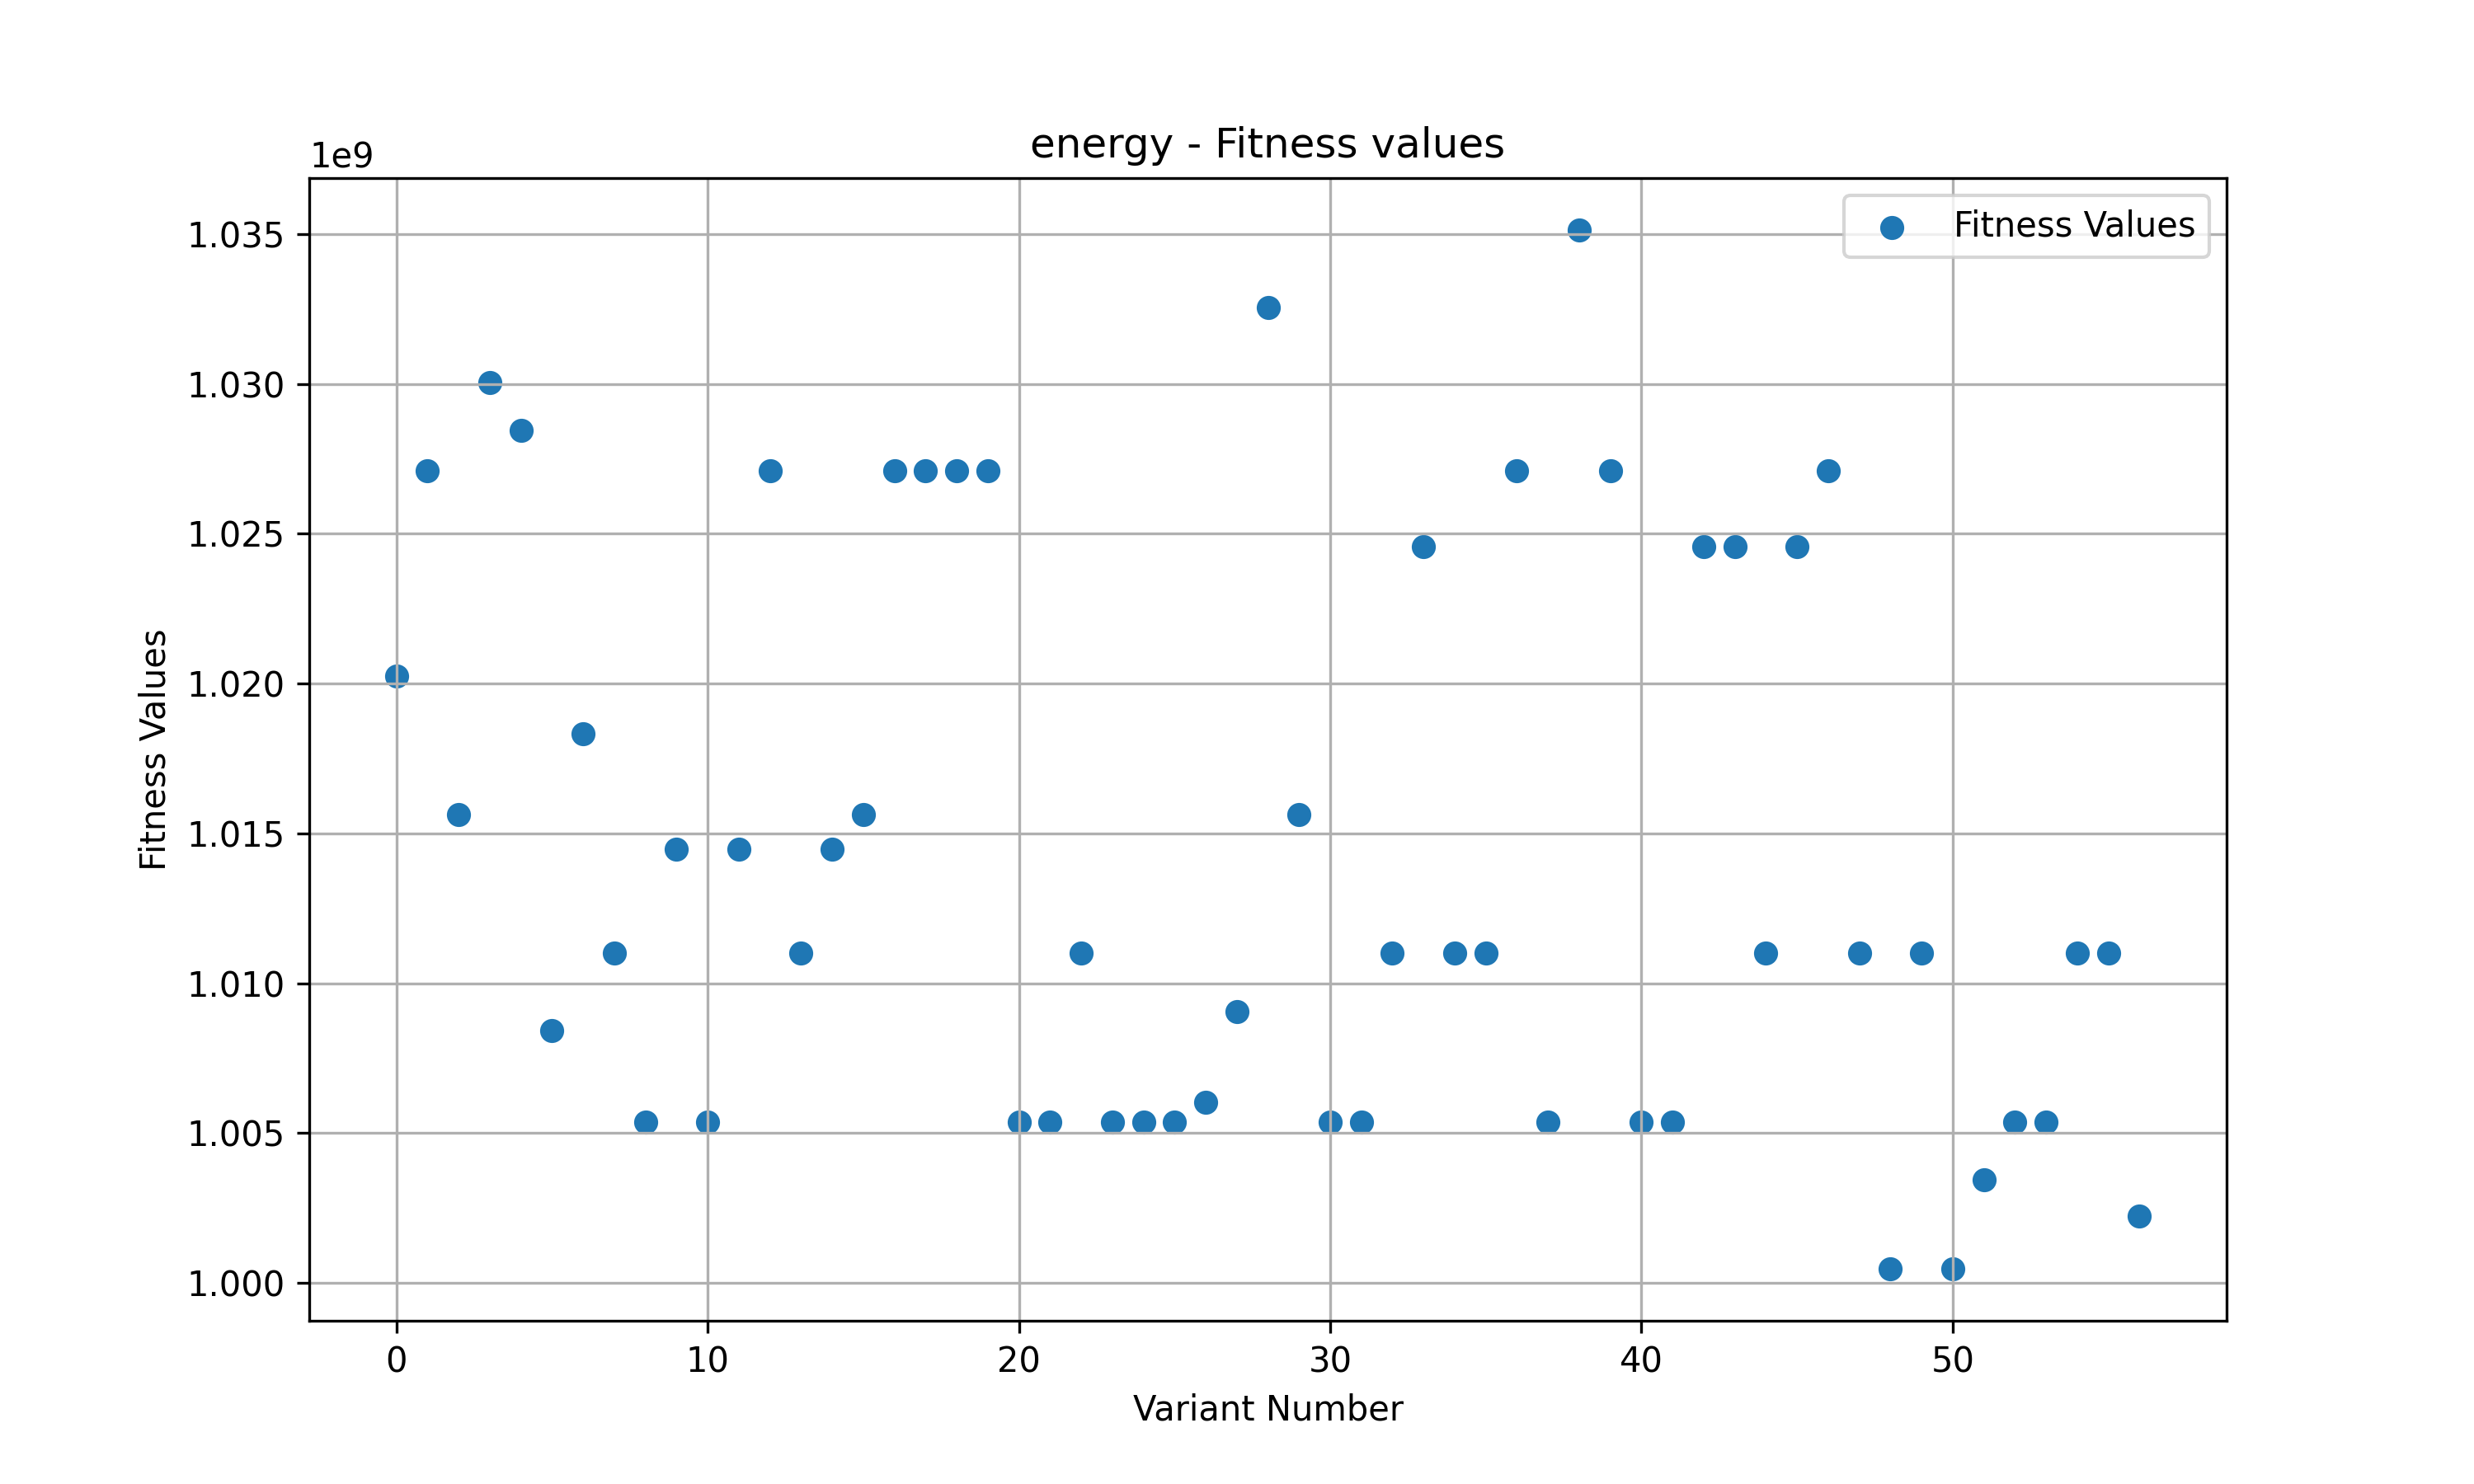 energy - Fitness values
1e9
Fitness Values
1.035
1.030
1.025
1.020
1.015
1.010
1.005
1.000
Fitness Values
0 10 20 30 40 50
Variant Number